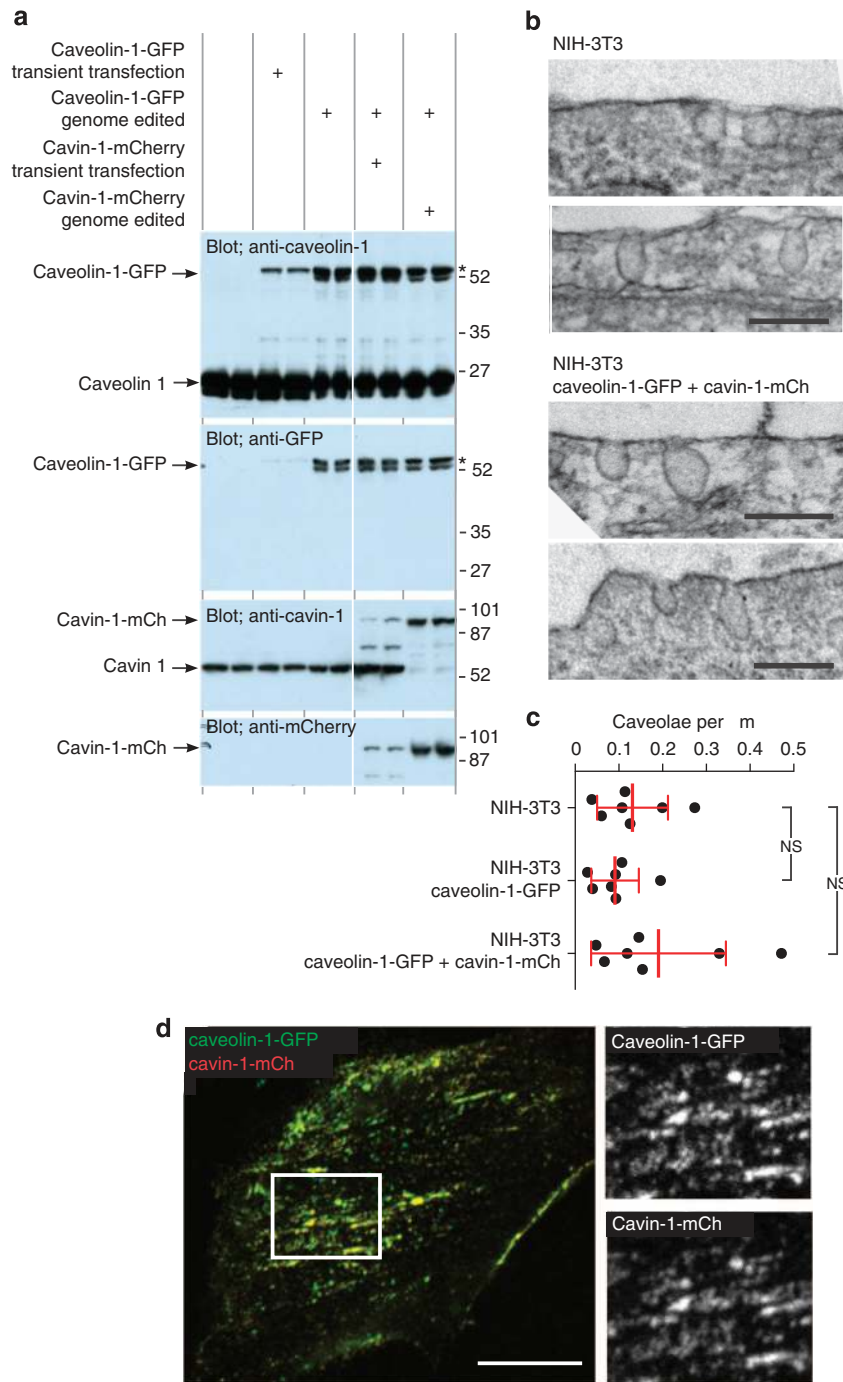 a
Caveolin-1-GFP
transient transfection
+
Caveolin-1-GFP
genome edited
+ + +
Cavin-1-mCherry
transient transfection
+
Cavin-1-mCherry
genome edited
+
Blot; anti-caveolin-1
Caveolin-1-GFP
*
- 52
- 35
- 27
Caveolin 1
Blot; anti-GFP
Caveolin-1-GFP
*
- 52
- 35
- 27
Blot; anti-cavin-1
Cavin-1-mCh
- 101
- 87
Cavin 1
- 52
Blot; anti-mCherry
Cavin-1-mCh
- 101
- 87
b
NIH-3T3
NIH-3T3
caveolin-1-GFP + cavin-1-mCh
c
Caveolae per m
0 0.1 0.2 0.3 0.4 0.5
NIH-3T3
NIH-3T3
caveolin-1-GFP
NIH-3T3
caveolin-1-GFP + cavin-1-mCh
NS
NS
d
caveolin-1-GFP
cavin-1-mCh
Caveolin-1-GFP
Cavin-1-mCh